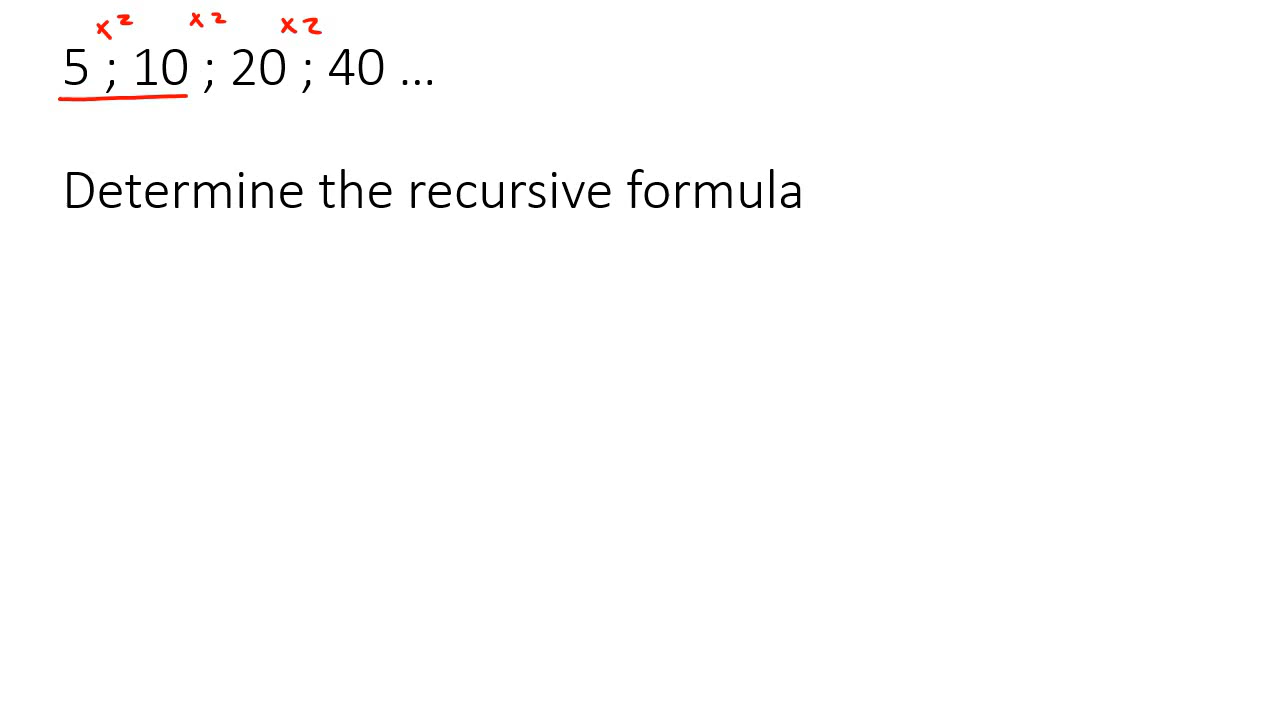 x2 x2 x2
5 ; 10 ; 20 ; 40 ...
Determine the recursive formula